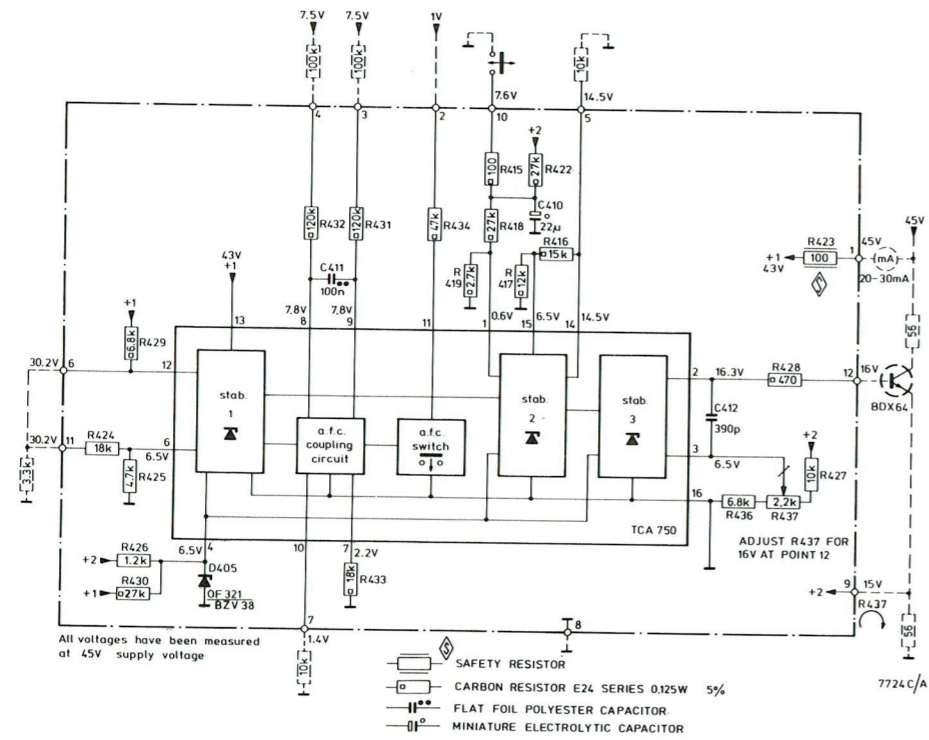 7.5V 7.5V 1V
100k 100k 10k
7.6V 14.5V
4 3 2 10 5
+2
100 R415 27k R422
C410
22µ
120k R432 120k R431 47k R434 27k R418
R416
15k
R 419 2,7k R 417 12k
C411
100n
43V
+1
45V
R423 1 45V
+1 100 mA
43V 20-30mA
7,8V 7,8V 0.6V 6.5V 14.5V
13 8 9 11 1 15 14
+1
6.8k R429
30.2V 6 12
stab. 1
a.f.c. coupling circuit
a.f.c. switch
stab. 2
stab. 3
2 16.3V R428 12 16V
470
BDX64
56
C412
390p
3 6.5V
+2
10k R427
30.2V 11 R424 6
18k 6.5V
3.3k 4.7k R425
16
6.8k 2,2k
R436 R437
TCA 750
ADJUST R437 FOR
16V AT POINT 12
R426 6.5V 4 10 7 2.2V
+2 1.2k
R430 D405
+1 27k OF 321
BZV 38
18k R433
+2 9 15V
R437
56
7 8
1.4V
10k
All voltages have been measured
at 45V supply voltage
S SAFETY RESISTOR
CARBON RESISTOR E24 SERIES 0,125W 5%
FLAT FOIL POLYESTER CAPACITOR.
MINIATURE ELECTROLYTIC CAPACITOR
7724C/A